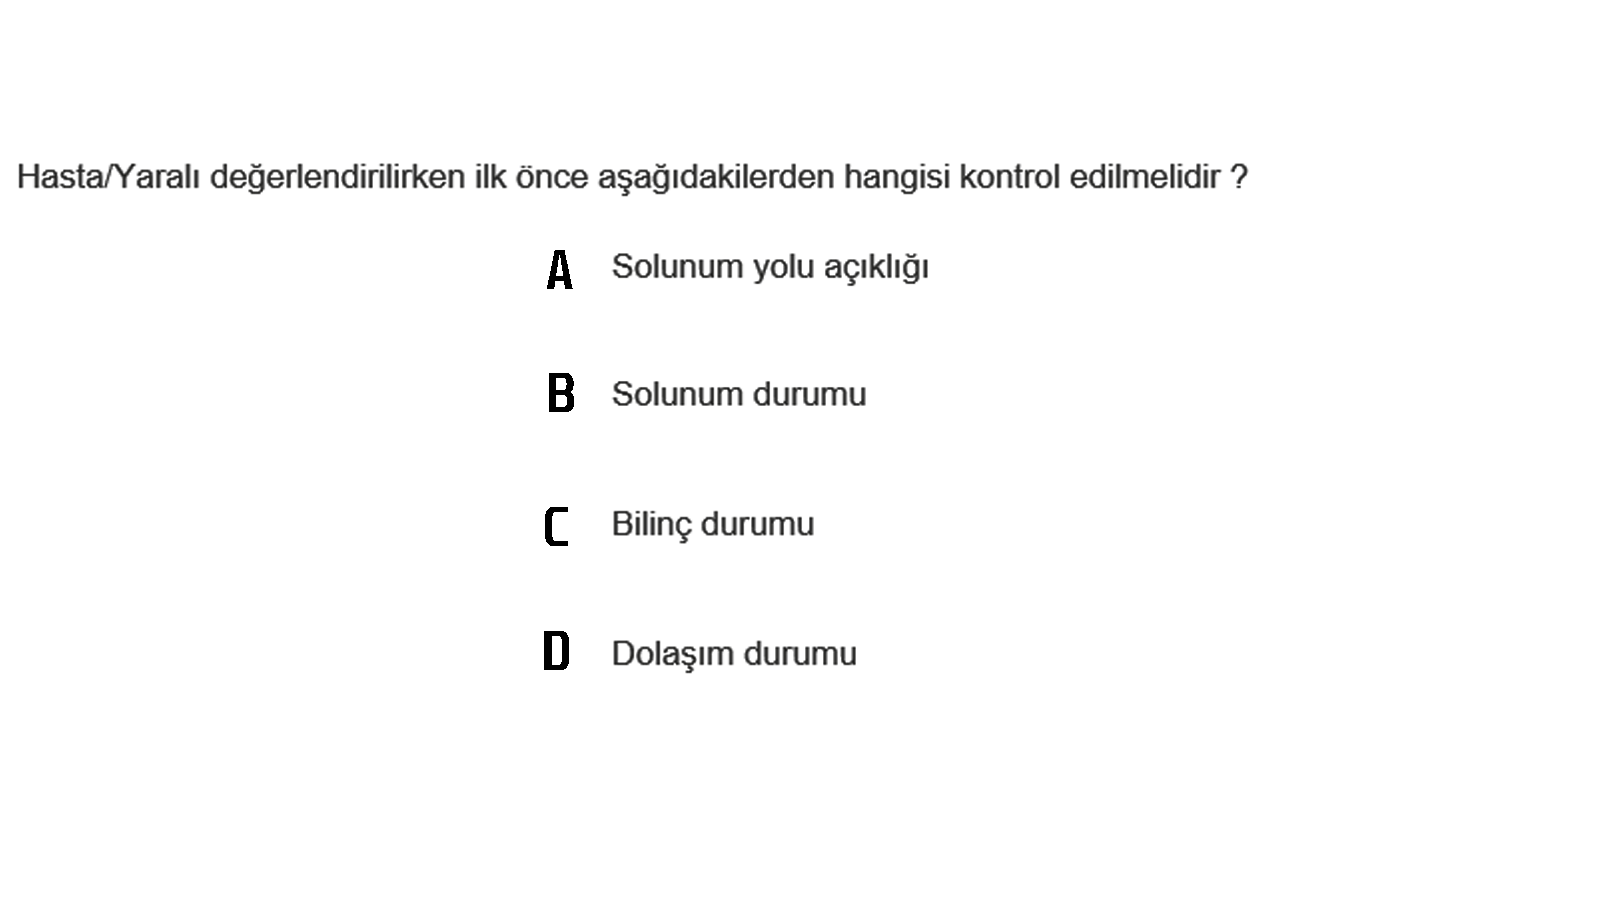 Hasta/Yaralı değerlendirilirken ilk önce aşağıdakilerden hangisi kontrol edilmelidir ?
A Solunum yolu açıklığı
B Solunum durumu
C Bilinç durumu
D Dolaşım durumu